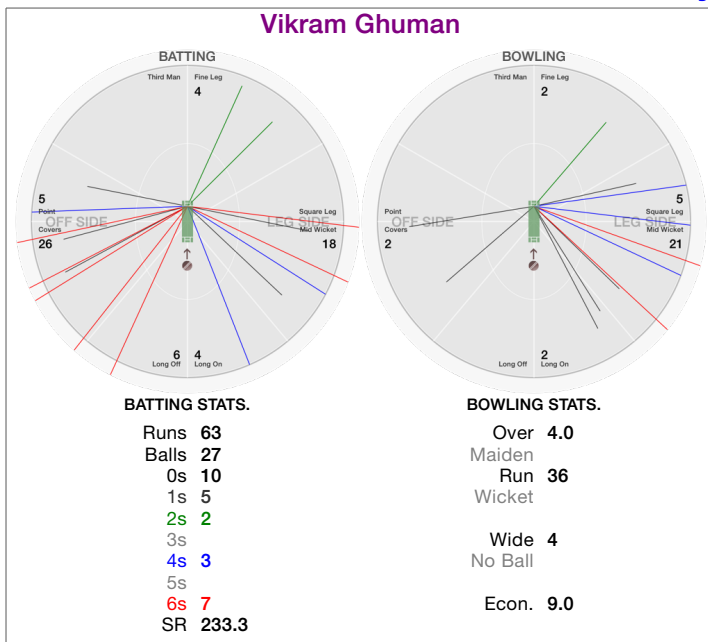 Vikram Ghuman
BATTING
Third Man Fine Leg
4
5
Point
OFF SIDE
Covers
26
Square Leg
LEG SIDE
Mid Wicket
18
6 4
Long Off Long On
BOWLING
Third Man Fine Leg
2
Point
OFF SIDE
Covers
2
5
Square Leg
LEG SIDE
Mid Wicket
21
2
Long Off Long On
BATTING STATS.
Runs 63
Balls 27
0s 10
1s 5
2s 2
3s
4s 3
5s
6s 7
SR 233.3
BOWLING STATS.
Over 4.0
Maiden
Run 36
Wicket
Wide 4
No Ball
Econ. 9.0